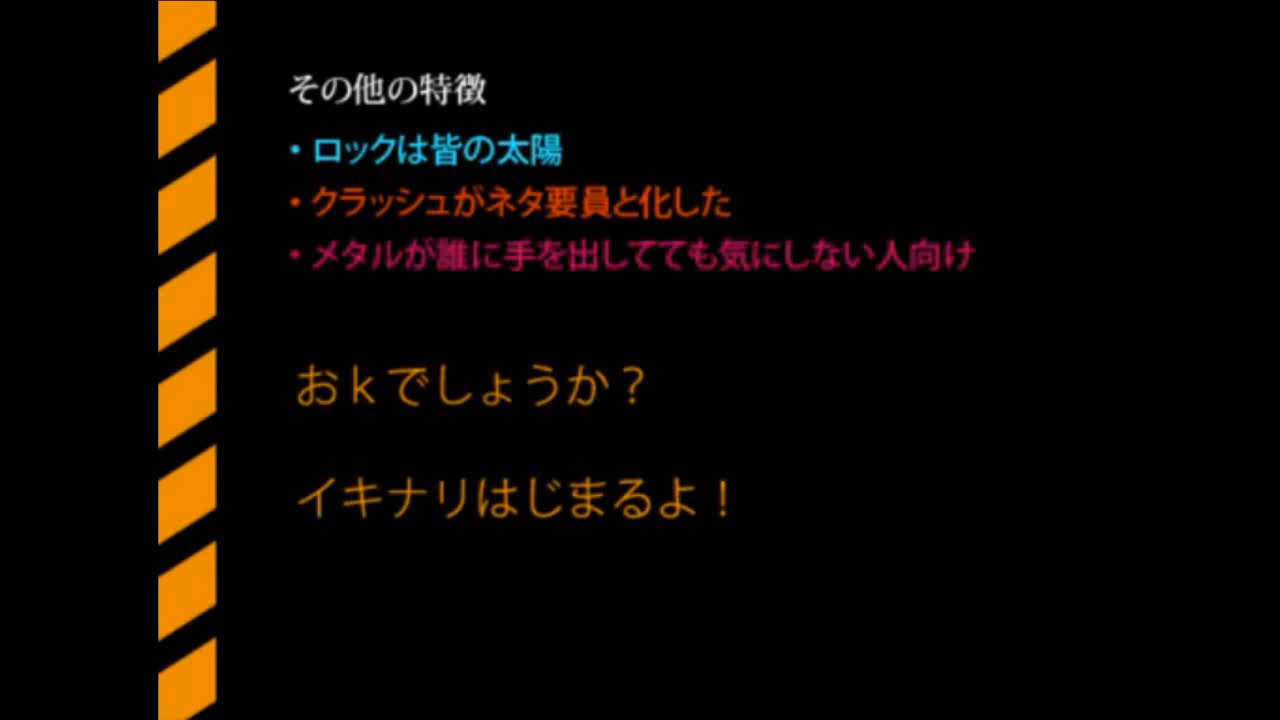 その他の特徴
・ロックは皆の太陽
・クラッシュがネタ要員と化した
・メタルが誰に手を出してても気にしない人向け
おｋでしょうか？
イキナリはじまるよ！